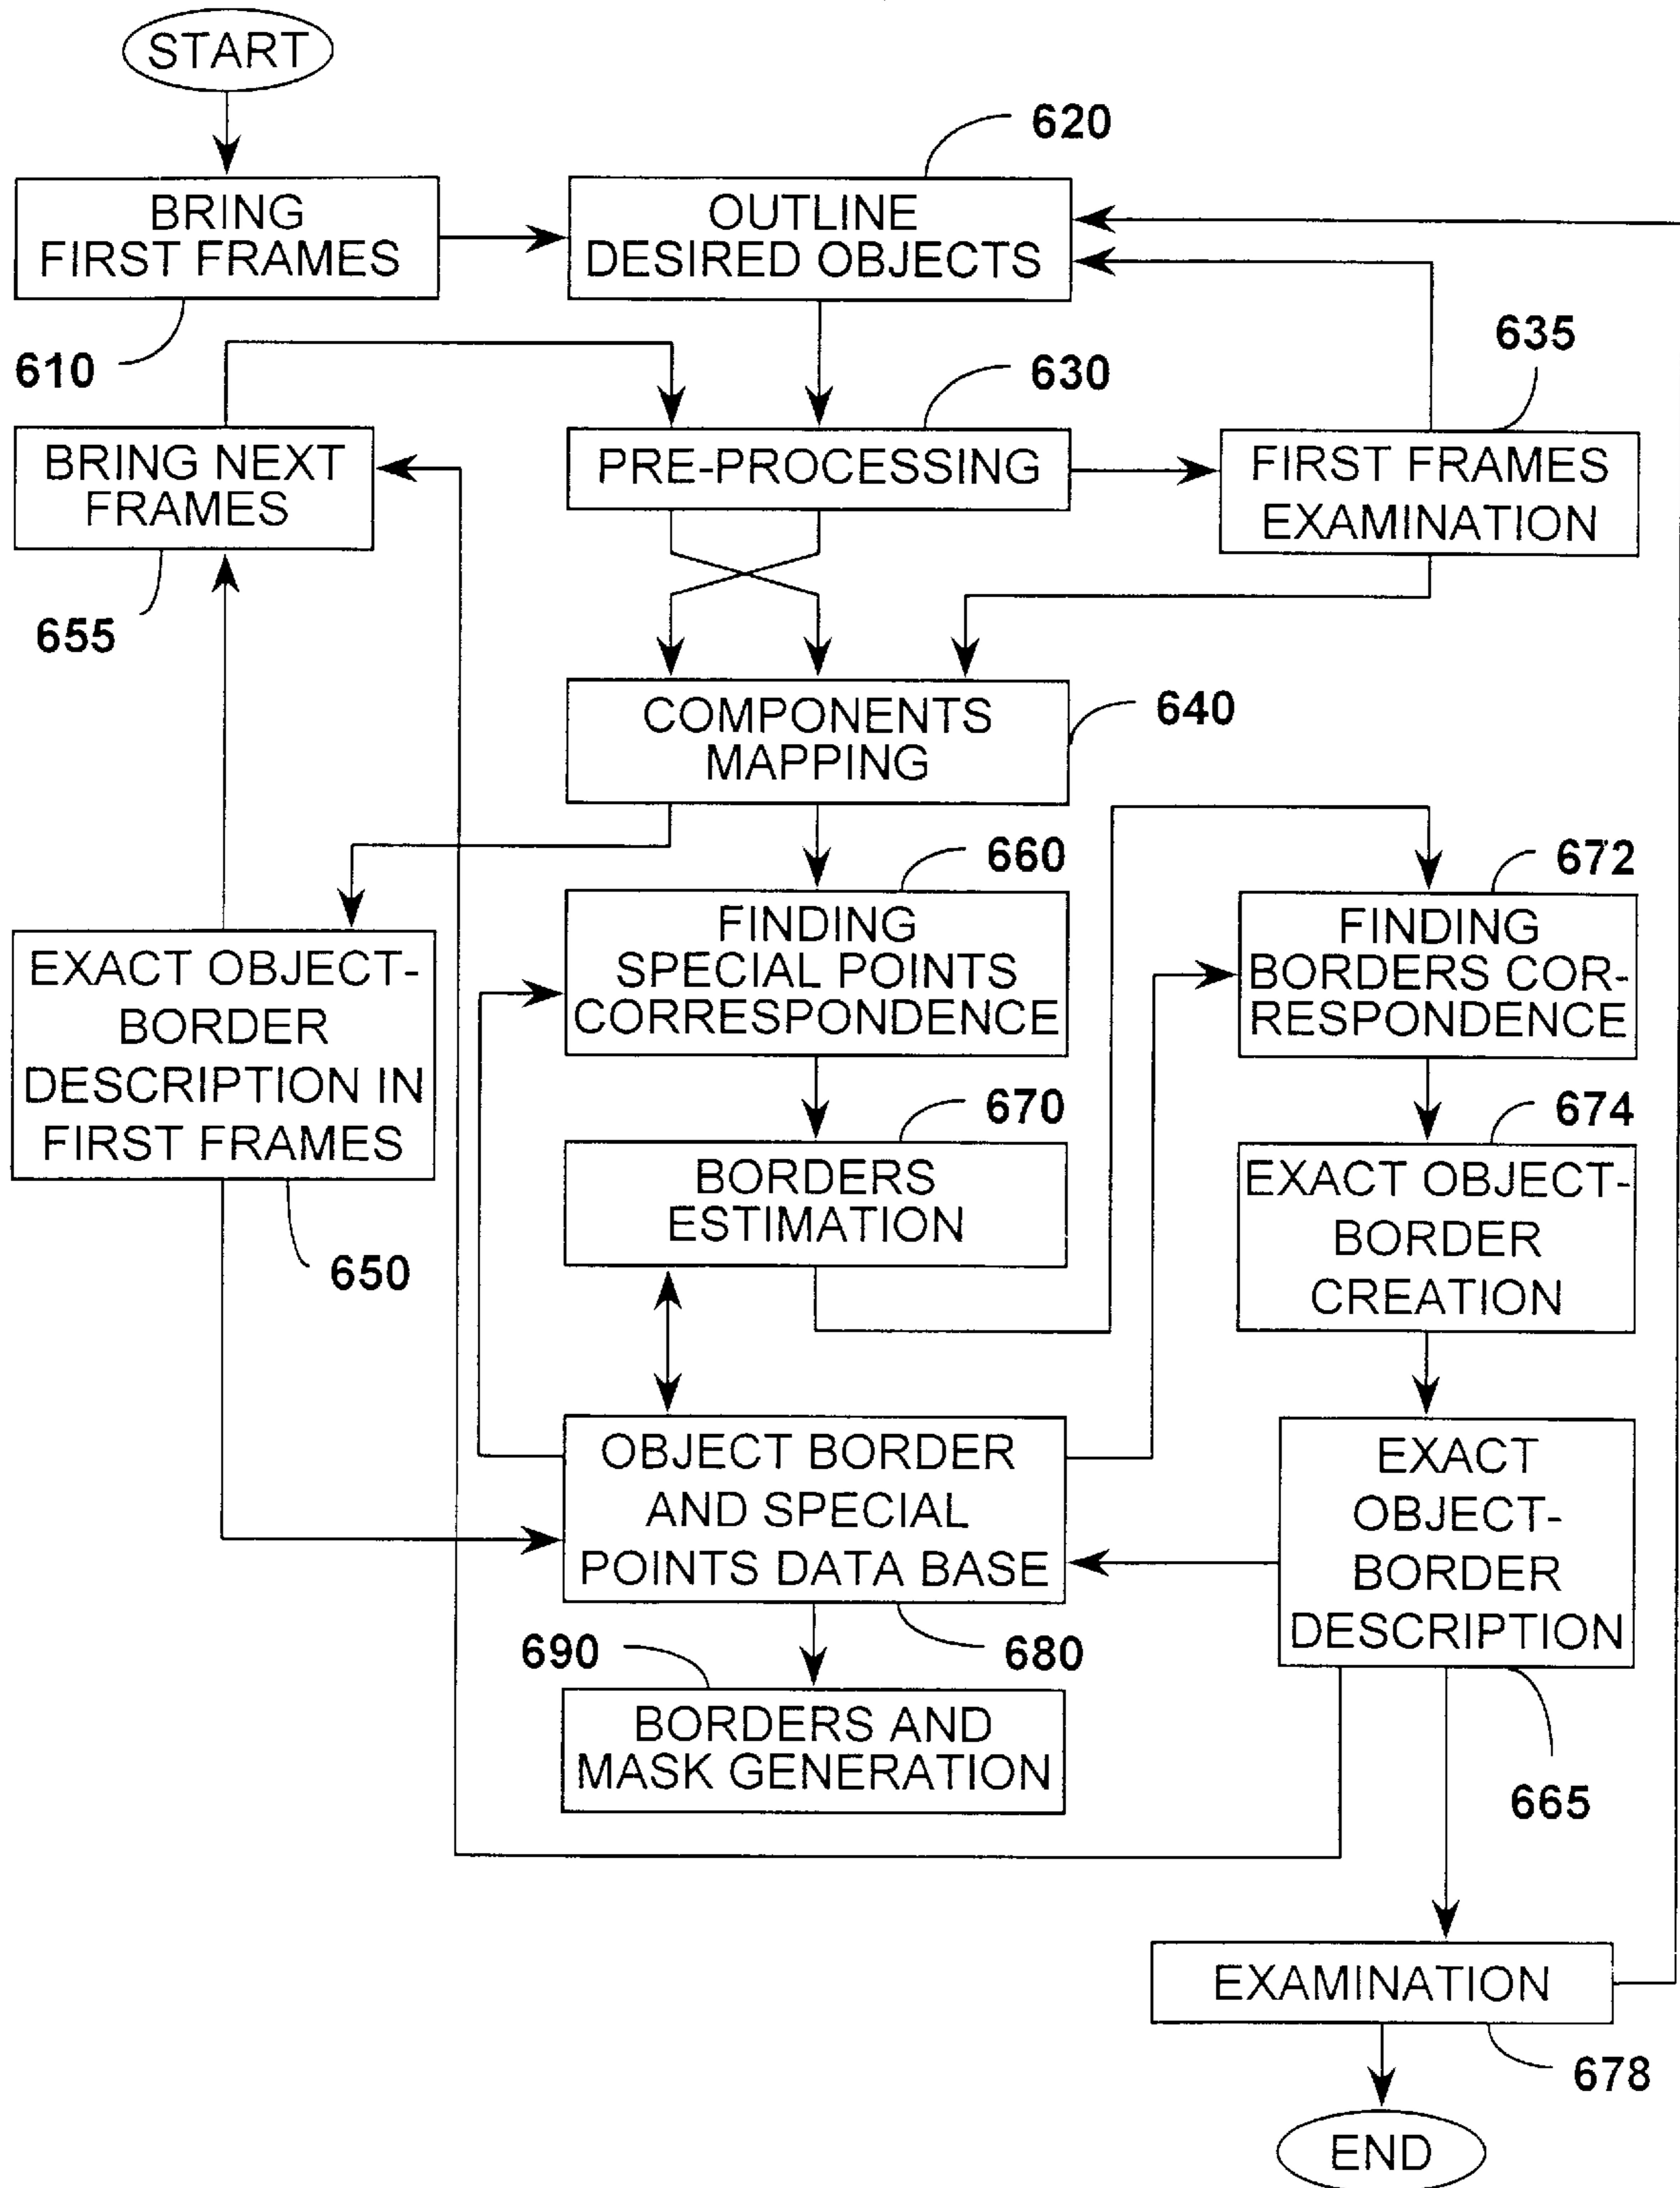 START
620
BRING
FIRST FRAMES
OUTLINE
DESIRED OBJECTS
610
635
630
BRING NEXT
FRAMES
PRE-PROCESSING
FIRST FRAMES
EXAMINATION
655
COMPONENTS
MAPPING
640
660
672
EXACT OBJECT-
BORDER
DESCRIPTION IN
FIRST FRAMES
FINDING
SPECIAL POINTS
CORRESPONDENCE
FINDING
BORDERS COR-
RESPONDENCE
670
674
650
BORDERS
ESTIMATION
EXACT OBJECT-
BORDER
CREATION
OBJECT BORDER
AND SPECIAL
POINTS DATA BASE
EXACT
OBJECT-
BORDER
DESCRIPTION
690
680
BORDERS AND
MASK GENERATION
665
EXAMINATION
678
END